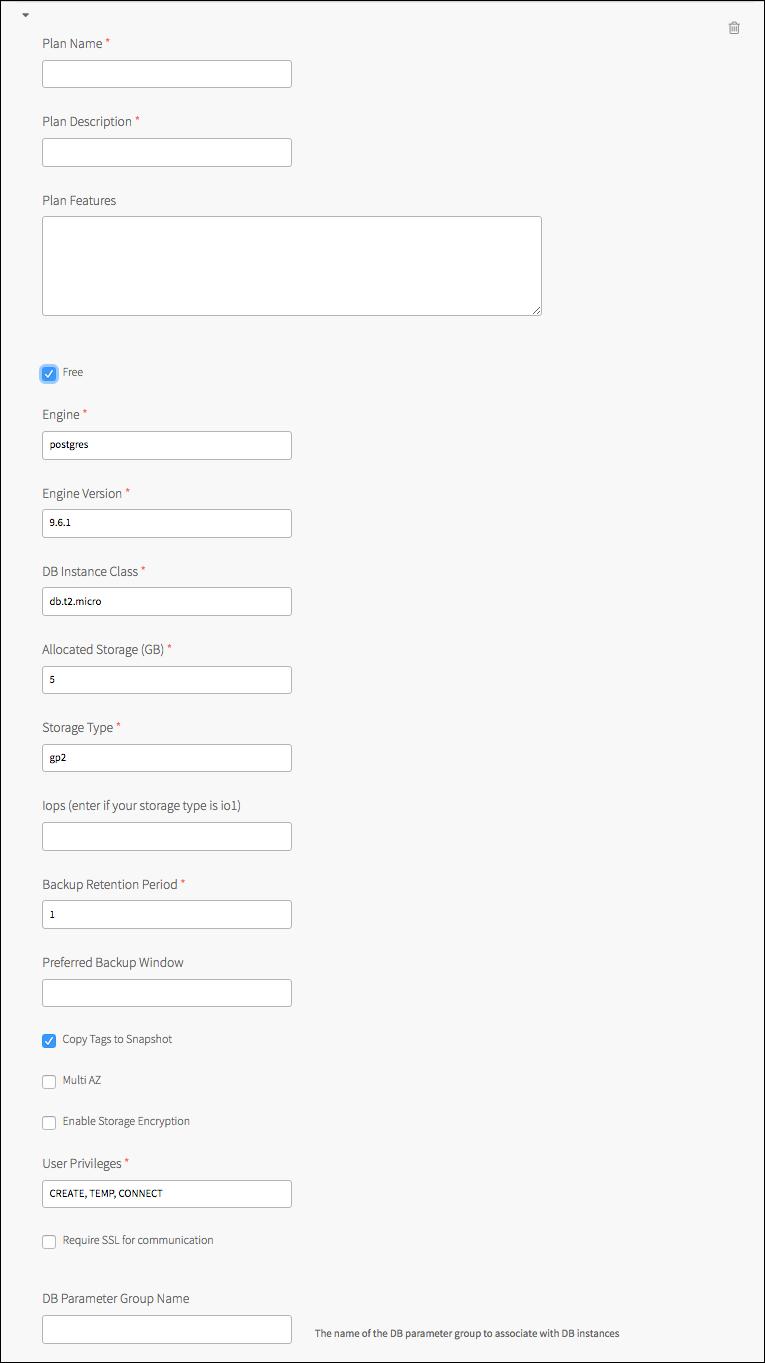 Plan Name *
Plan Description *
Plan Features
Free
Engine *
postgres
Engine Version *
9.6.1
DB Instance Class *
db.t2.micro
Allocated Storage (GB) *
5
Storage Type *
gp2
Iops (enter if your storage type is io1)
Backup Retention Period *
1
Preferred Backup Window
Copy Tags to Snapshot
Multi AZ
Enable Storage Encryption
User Privileges *
CREATE, TEMP, CONNECT
Require SSL for communication
DB Parameter Group Name
The name of the DB parameter group to associate with DB instances